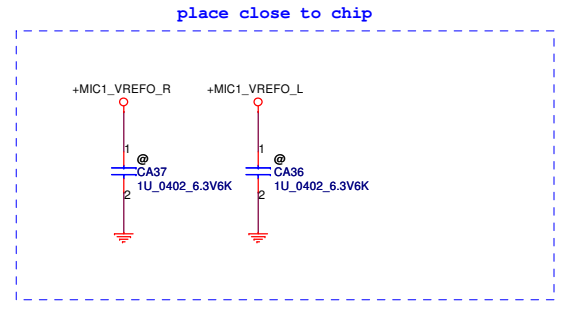 place close to chip
+MIC1_VREFO_R +MIC1_VREFO_L
1 1
@ @
CA37 CA36
1U_0402_6.3V6K 1U_0402_6.3V6K
2 2